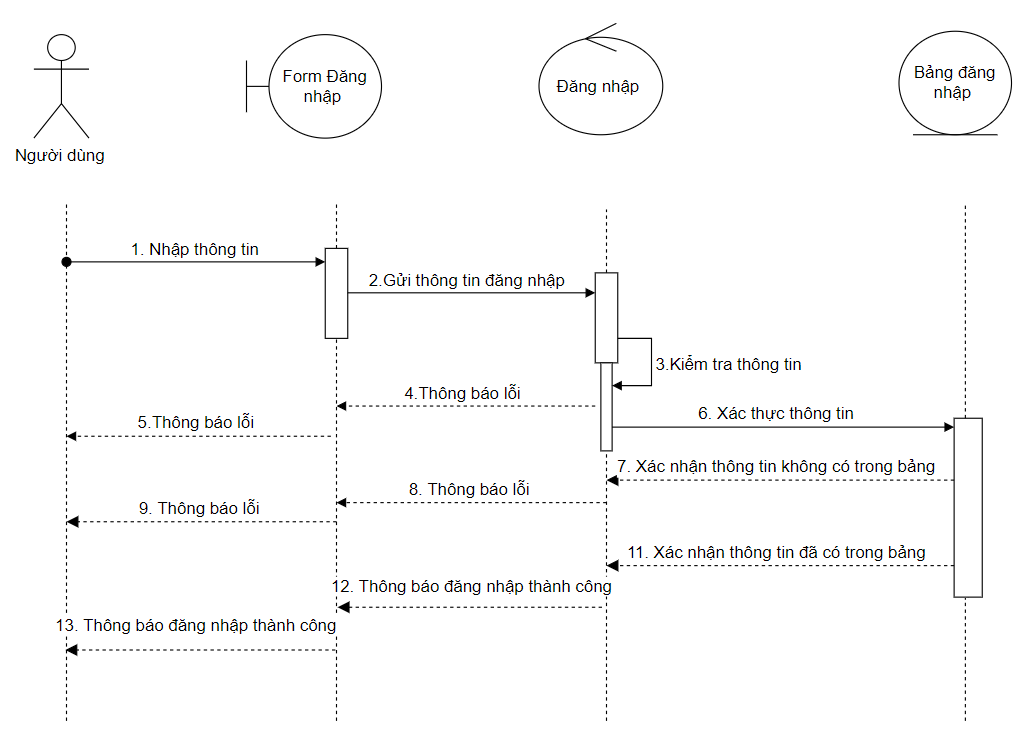 Form Đăng
nhập
Đăng nhập
Bảng đăng
nhập
Người dùng
1. Nhập thông tin
2.Gửi thông tin đăng nhập
3.Kiểm tra thông tin
4.Thông báo lỗi
5.Thông báo lỗi
6. Xác thực thông tin
7. Xác nhận thông tin không có trong bảng
8. Thông báo lỗi
9. Thông báo lỗi
11. Xác nhận thông tin đã có trong bảng
12. Thông báo đăng nhập thành công
13. Thông báo đăng nhập thành công